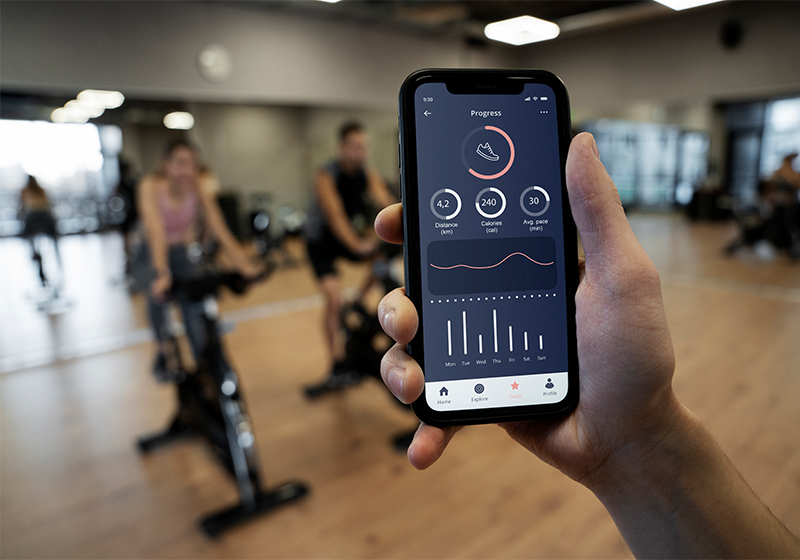 9:30
Progress
4,2
240
30
Distance
(km)
Calories
(cal)
Avg. pace
(min)
Mon Tue Wed Thu Fri Sat Sun
Home Explore Profile